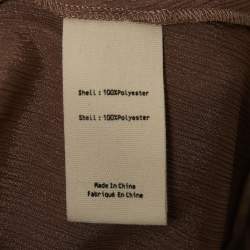 Shell : 100%Polyester
Shell : 100%Polyester
Made In China
Fabriqué En Chine